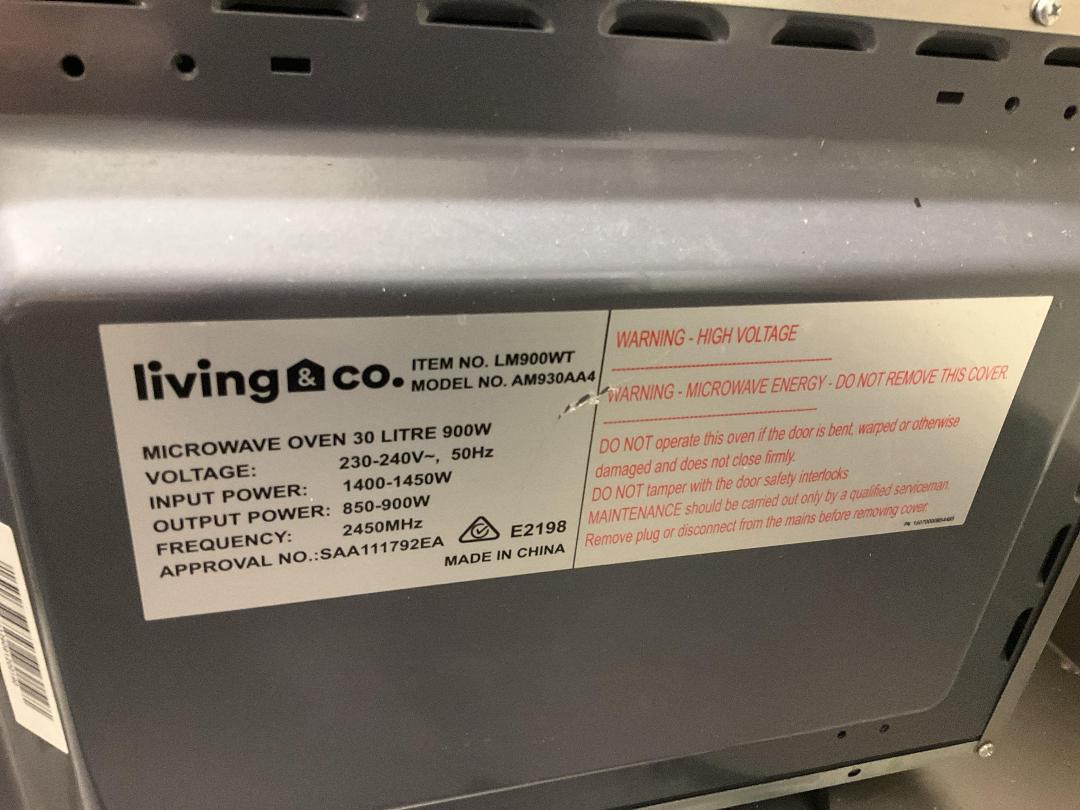 living & co.
ITEM NO. LM900WT
MODEL NO. AM930AA4
MICROWAVE OVEN 30 LITRE 900W
VOLTAGE: 230-240V~, 50Hz
INPUT POWER: 1400-1450W
OUTPUT POWER: 850-900W
FREQUENCY: 2450MHz
APPROVAL NO.:SAA111792EA
E2198
MADE IN CHINA
WARNING - HIGH VOLTAGE
WARNING - MICROWAVE ENERGY - DO NOT REMOVE THIS COVER
DO NOT operate this oven if the door is bent, warped or otherwise
damaged and does not close firmly.
DO NOT tamper with the door safety interlocks
MAINTENANCE should be carried out only by a qualified serviceman.
Remove plug or disconnect from the mains before removing cover